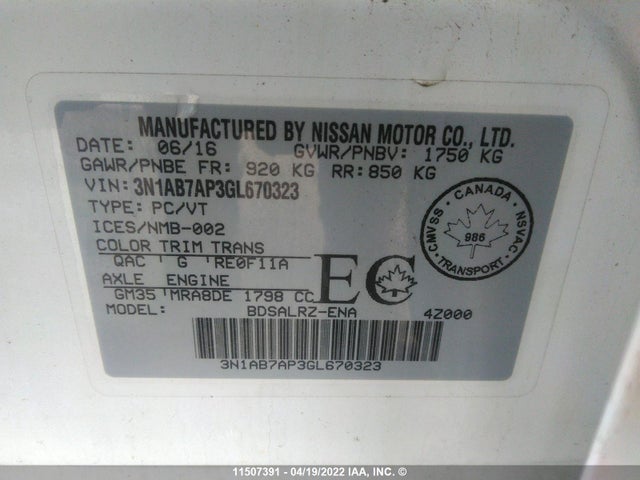 MANUFACTURED BY NISSAN MOTOR CO., LTD.
DATE: 06/16 GVWR/PNBV: 1750 KG
GAWR/PNBE FR: 920 KG RR: 850 KG
VIN: 3N1AB7AP3GL670323
TYPE: PC/VT
ICES/NMB-002
COLOR TRIM TRANS
QAC G RE0F11A
AXLE ENGINE
GM35 MRA8DE 1798 CC
EC
MODEL: BDSALRZ-ENA 4Z000
3N1AB7AP3GL670323
CMVSS · CANADA · NSVAC
986
TRANSPORT
11507391 - 04/19/2022 IAA, INC. ©